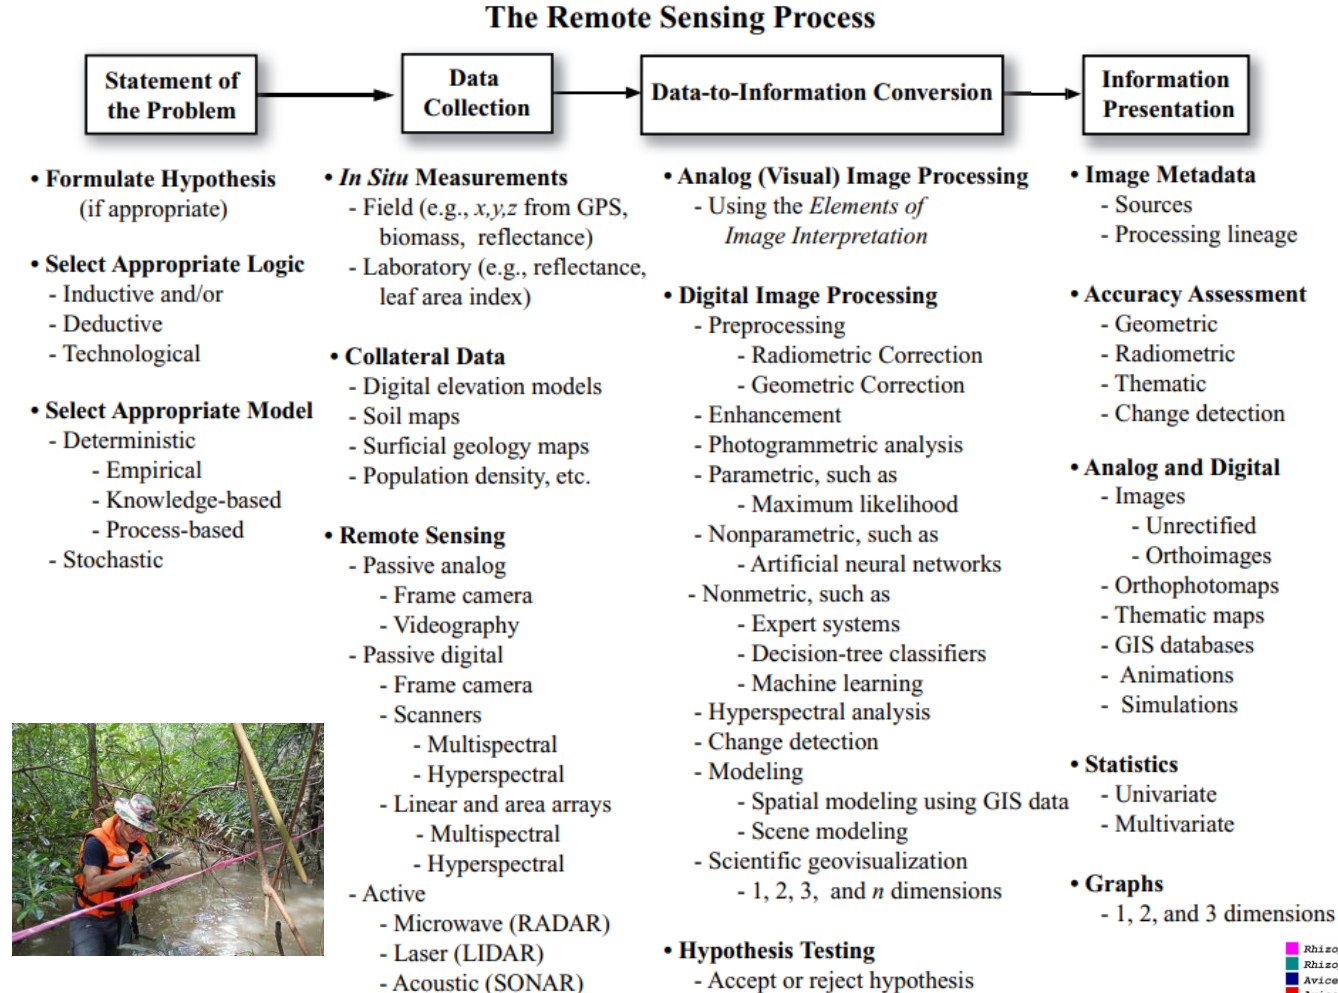 The Remote Sensing Process
Statement of
the Problem
Data
Collection
Data-to-Information Conversion
Information
Presentation
• Formulate Hypothesis
(if appropriate)
• Select Appropriate Logic
- Inductive and/or
- Deductive
- Technological
• Select Appropriate Model
- Deterministic
- Empirical
- Knowledge-based
- Process-based
- Stochastic
• In Situ Measurements
- Field (e.g., x,y,z from GPS,
biomass, reflectance)
- Laboratory (e.g., reflectance,
leaf area index)
• Collateral Data
- Digital elevation models
- Soil maps
- Surficial geology maps
- Population density, etc.
• Remote Sensing
- Passive analog
- Frame camera
- Videography
- Passive digital
- Frame camera
- Scanners
- Multispectral
- Hyperspectral
- Linear and area arrays
- Multispectral
- Hyperspectral
- Active
- Microwave (RADAR)
- Laser (LIDAR)
- Acoustic (SONAR)
• Analog (Visual) Image Processing
- Using the Elements of
Image Interpretation
• Digital Image Processing
- Preprocessing
- Radiometric Correction
- Geometric Correction
- Enhancement
- Photogrammetric analysis
- Parametric, such as
- Maximum likelihood
- Nonparametric, such as
- Artificial neural networks
- Nonmetric, such as
- Expert systems
- Decision-tree classifiers
- Machine learning
- Hyperspectral analysis
- Change detection
- Modeling
- Spatial modeling using GIS data
- Scene modeling
- Scientific geovisualization
- 1, 2, 3, and n dimensions
• Hypothesis Testing
- Accept or reject hypothesis
• Image Metadata
- Sources
- Processing lineage
• Accuracy Assessment
- Geometric
- Radiometric
- Thematic
- Change detection
• Analog and Digital
- Images
- Unrectified
- Orthoimages
- Orthophotomaps
- Thematic maps
- GIS databases
- Animations
- Simulations
• Statistics
- Univariate
- Multivariate
• Graphs
- 1, 2, and 3 dimensions
Rhizo
Rhizo
Avice